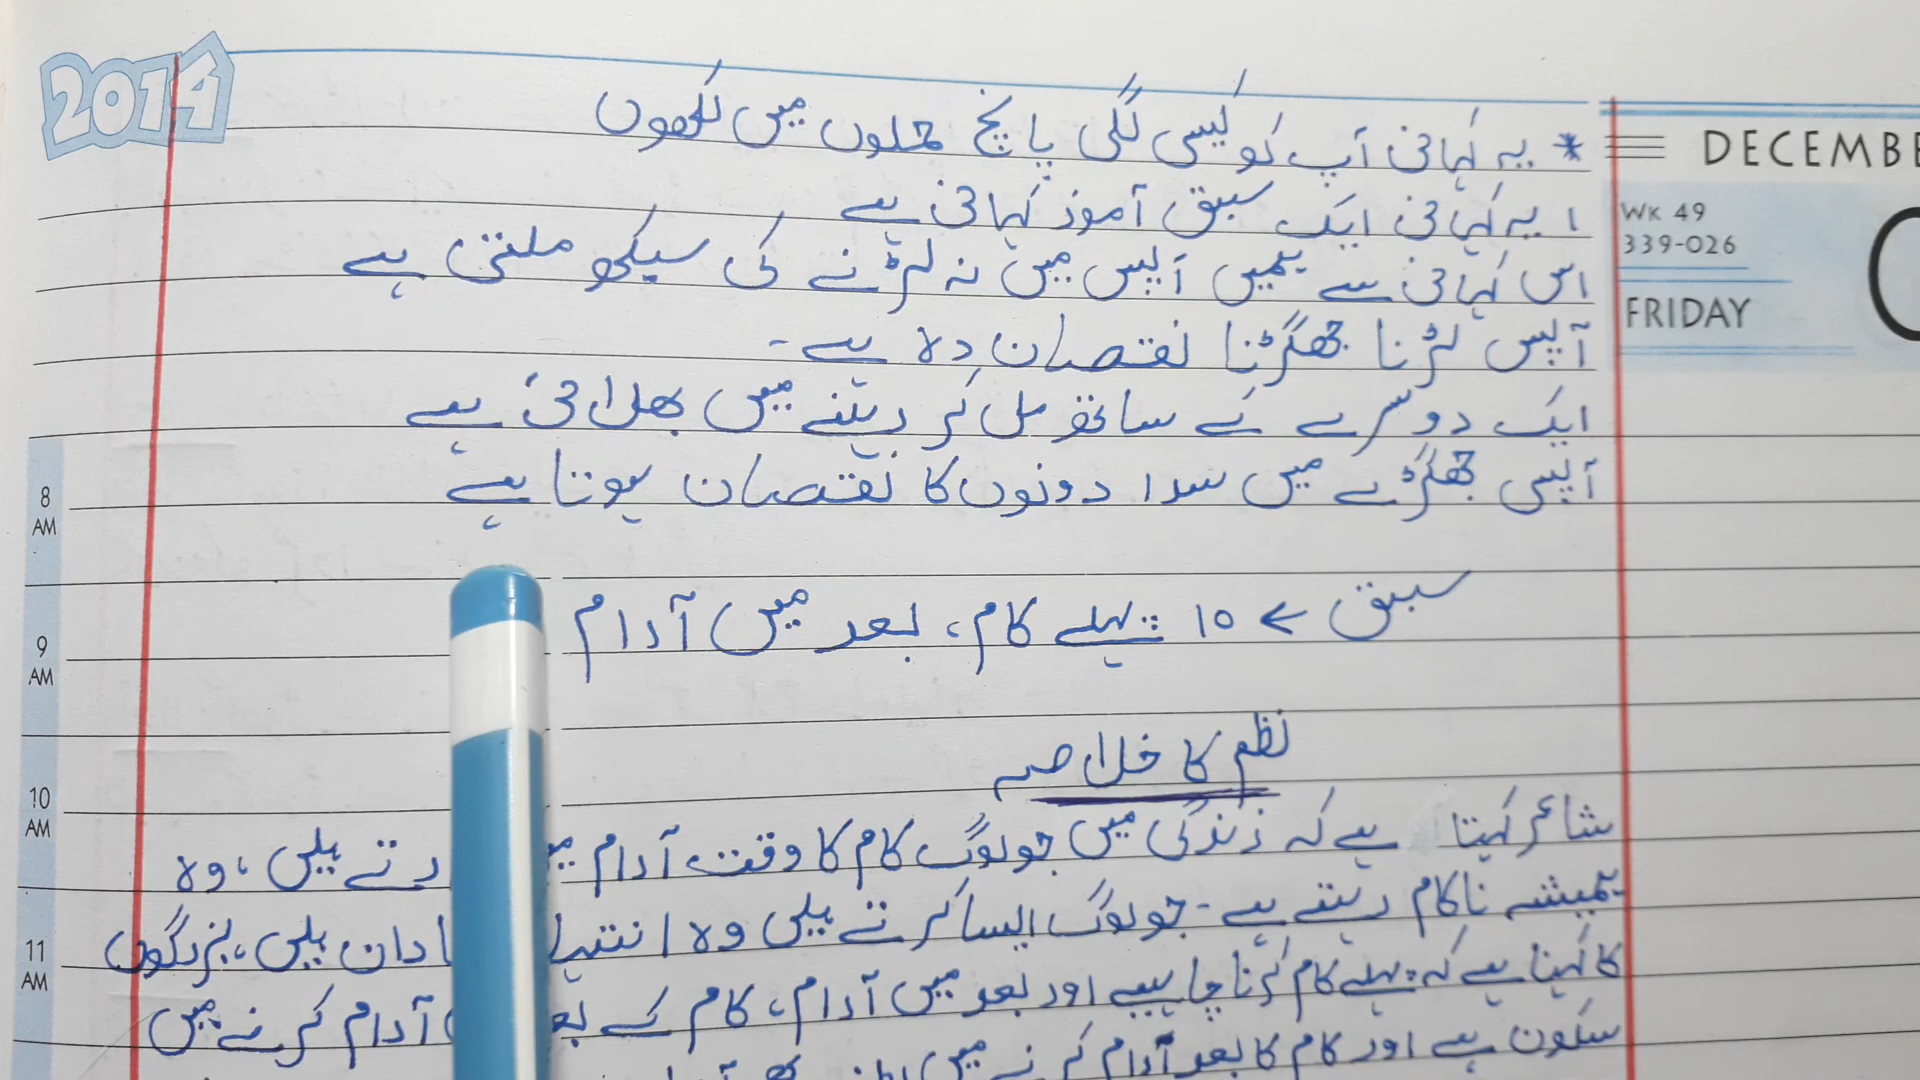 2014
DECEMBE
WK 49
339-026
FRIDAY
* یہ کہانی آپ کو کیسی لگی پانچ جملوں میں لکھوں
۱ یہ کہانی ایک سبق آموز کہانی ہے
اس کہانی سے ہمیں آپس میں نہ لڑنے کی سیکھ ملتی ہے
آپس لڑنا جھگڑنا نقصان دہ ہے۔
ایک دوسرے کے ساتھ مل کر رہنے میں بھلائی ہے
آپسی جھگڑے میں سدا دونوں کا نقصان ہوتا ہے
سبق ← 10 پہلے کام، بعد میں آرام
نظم کا خلاصہ
شاعر کہتا ہے کہ زندگی میں جو لوگ کام کا وقت آرام رتے ہیں، وہ
ہمیشہ ناکام رہتے ہے۔ جو لوگ ایسا کرتے ہیں وہ انتہا ادان ہیں، بزرگوں
کا کہنا ہے کہ پہلے کام کرنا چاہیے اور بعد میں آرام، کام کے بع آرام کرنے میں
سکون ہے اور کام کا بعد آرام کرنے میں
8 AM
9 AM
10 AM
11 AM